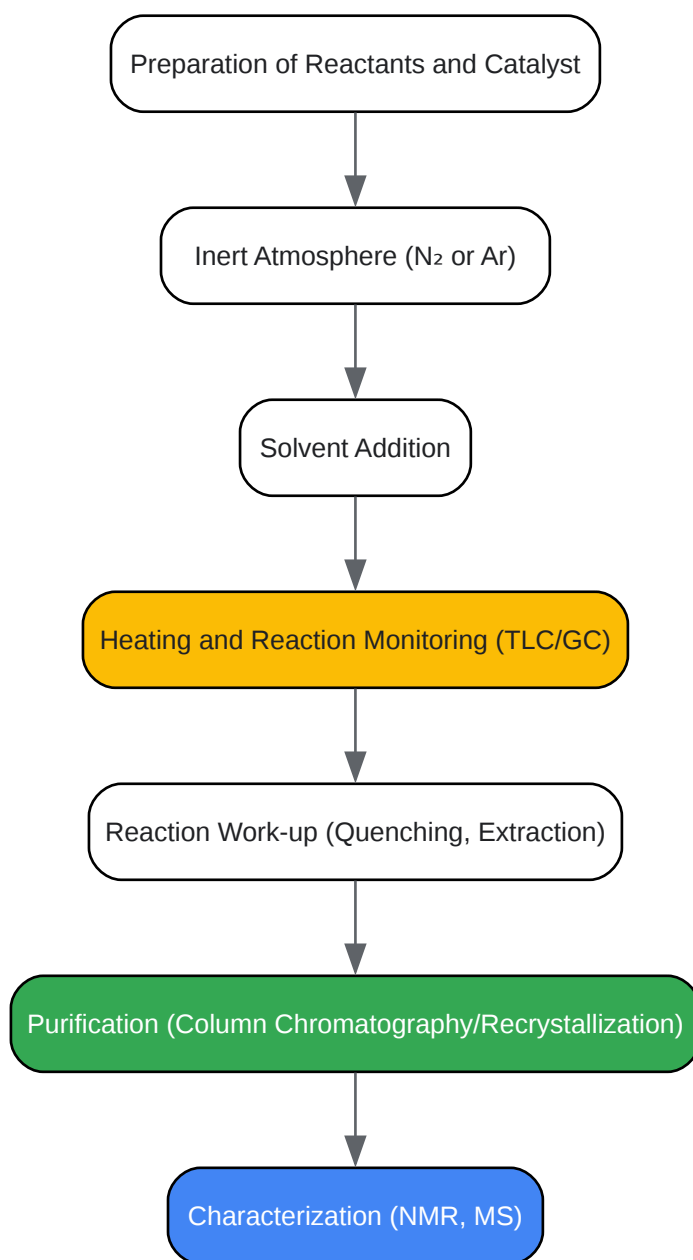 Preparation of Reactants and Catalyst
Inert Atmosphere (N₂ or Ar)
Solvent Addition
Heating and Reaction Monitoring (TLC/GC)
Reaction Work-up (Quenching, Extraction)
Purification (Column Chromatography/Recrystallization)
Characterization (NMR, MS)